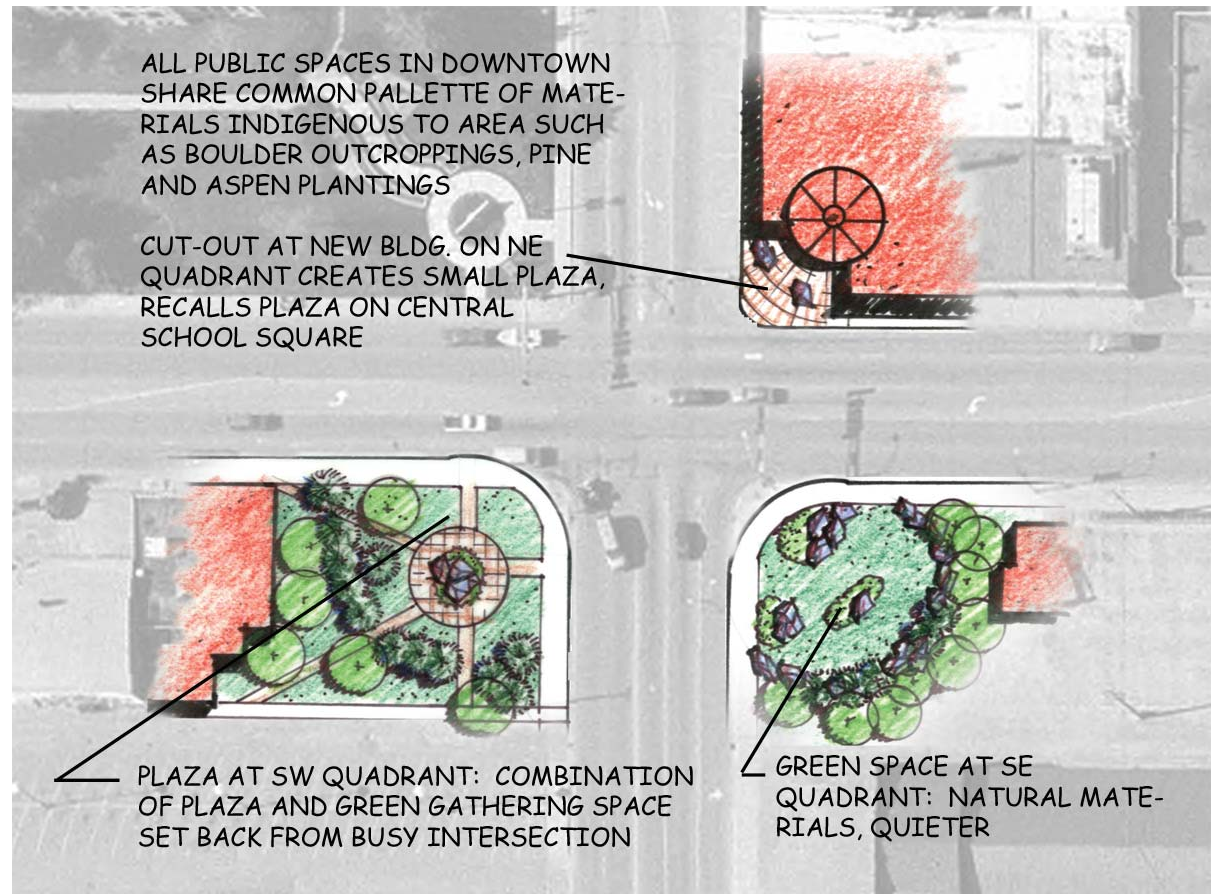 ALL PUBLIC SPACES IN DOWNTOWN
SHARE COMMON PALLETTE OF MATE-
RIALS INDIGENOUS TO AREA SUCH
AS BOULDER OUTCROPPINGS, PINE
AND ASPEN PLANTINGS
CUT-OUT AT NEW BLDG. ON NE
QUADRANT CREATES SMALL PLAZA,
RECALLS PLAZA ON CENTRAL
SCHOOL SQUARE
PLAZA AT SW QUADRANT: COMBINATION
OF PLAZA AND GREEN GATHERING SPACE
SET BACK FROM BUSY INTERSECTION
GREEN SPACE AT SE
QUADRANT: NATURAL MATE-
RIALS, QUIETER